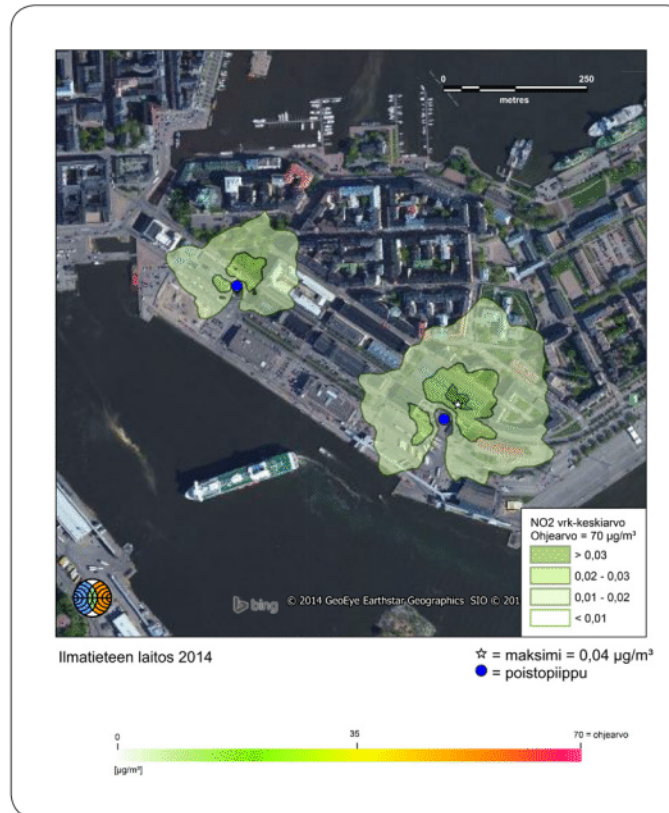 0 250
metres
NO2 vrk-keskiarvo
Ohjearvo = 70 µg/m³
> 0,03
0,02 - 0,03
0,01 - 0,02
< 0,01
bing © 2014 GeoEye Earthstar Geographics SIO © 201
Ilmatieteen laitos 2014
☆ = maksimi = 0,04 µg/m³
= poistopiippu
0 35 70 = ohjearvo
[µg/m³]